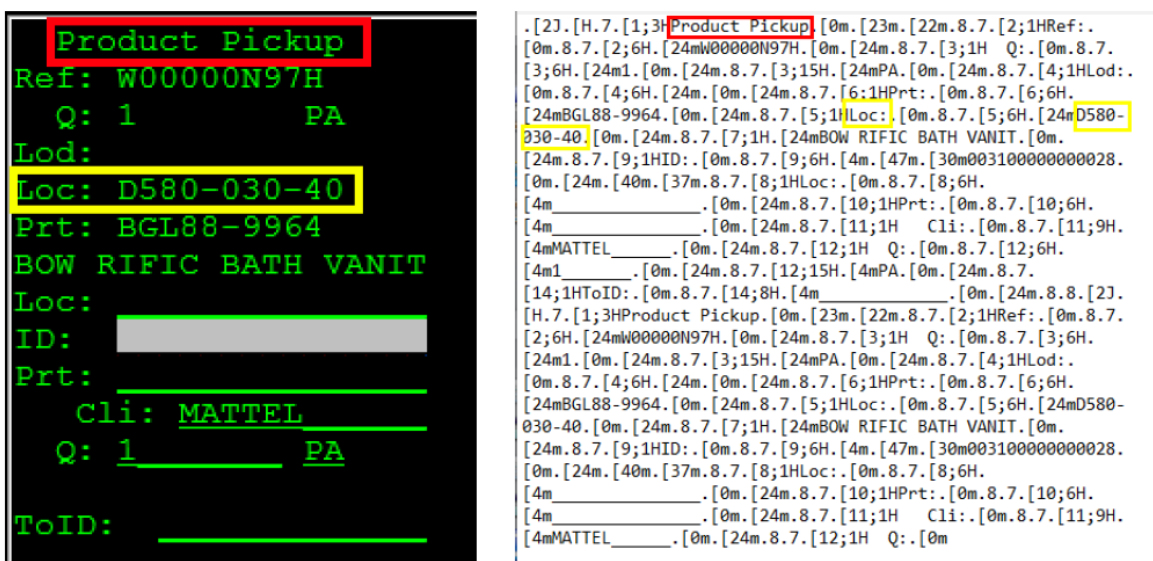 Product Pickup
Ref: W00000N97H
Q: 1 PA
Lod:
Loc: D580-030-40
Prt: BGL88-9964
BOW RIFIC BATH VANIT
Loc:
ID:
Prt:
Cli: MATTEL______
Q: 1________ PA
ToID:
.[2J.[H.7.[1;3HProduct Pickup.[0m.[23m.[22m.8.7.[2;1HRef:.
[0m.8.7.[2;6H.[24mW00000N97H.[0m.[24m.8.7.[3;1H Q:.[0m.8.7.
[3;6H.[24m1.[0m.[24m.8.7.[3;15H.[24mPA.[0m.[24m.8.7.[4;1HLod:.
[0m.8.7.[4;6H.[24m.[0m.[24m.8.7.[6:1HPrt:.[0m.8.7.[6;6H.
[24mBGL88-9964.[0m.[24m.8.7.[5;1HLoc:.[0m.8.7.[5;6H.[24mD580-
030-40.[0m.[24m.8.7.[7;1H.[24mBOW RIFIC BATH VANIT.[0m.
[24m.8.7.[9;1HID:.[0m.8.7.[9;6H.[4m.[47m.[30m003100000000028.
[0m.[24m.[40m.[37m.8.7.[8;1HLoc:.[0m.8.7.[8;6H.
[4m_______________.[0m.[24m.8.7.[10;1HPrt:.[0m.8.7.[10;6H.
[4m_______________.[0m.[24m.8.7.[11;1H   Cli:.[0m.8.7.[11;9H.
[4mMATTEL______.[0m.[24m.8.7.[12;1H  Q:.[0m.8.7.[12;6H.
[4m1_______.[0m.[24m.8.7.[12;15H.[4mPA.[0m.[24m.8.7.
[14;1HToID:.[0m.8.7.[14;8H.[4m_____________.[0m.[24m.8.8.[2J.
[H.7.[1;3HProduct Pickup.[0m.[23m.[22m.8.7.[2;1HRef:.[0m.8.7.
[2;6H.[24mW00000N97H.[0m.[24m.8.7.[3;1H  Q:.[0m.8.7.[3;6H.
[24m1.[0m.[24m.8.7.[3;15H.[24mPA.[0m.[24m.8.7.[4;1HLod:.
[0m.8.7.[4;6H.[24m.[0m.[24m.8.7.[6;1HPrt:.[0m.8.7.[6;6H.
[24mBGL88-9964.[0m.[24m.8.7.[5;1HLoc:.[0m.8.7.[5;6H.[24mD580-
030-40.[0m.[24m.8.7.[7;1H.[24mBOW RIFIC BATH VANIT.[0m.
[24m.8.7.[9;1HID:.[0m.8.7.[9;6H.[4m.[47m.[30m003100000000028.
[0m.[24m.[40m.[37m.8.7.[8;1HLoc:.[0m.8.7.[8;6H.
[4m_______________.[0m.[24m.8.7.[10;1HPrt:.[0m.8.7.[10;6H.
[4m_______________.[0m.[24m.8.7.[11;1H   Cli:.[0m.8.7.[11;9H.
[4mMATTEL______.[0m.[24m.8.7.[12;1H  Q:.[0m